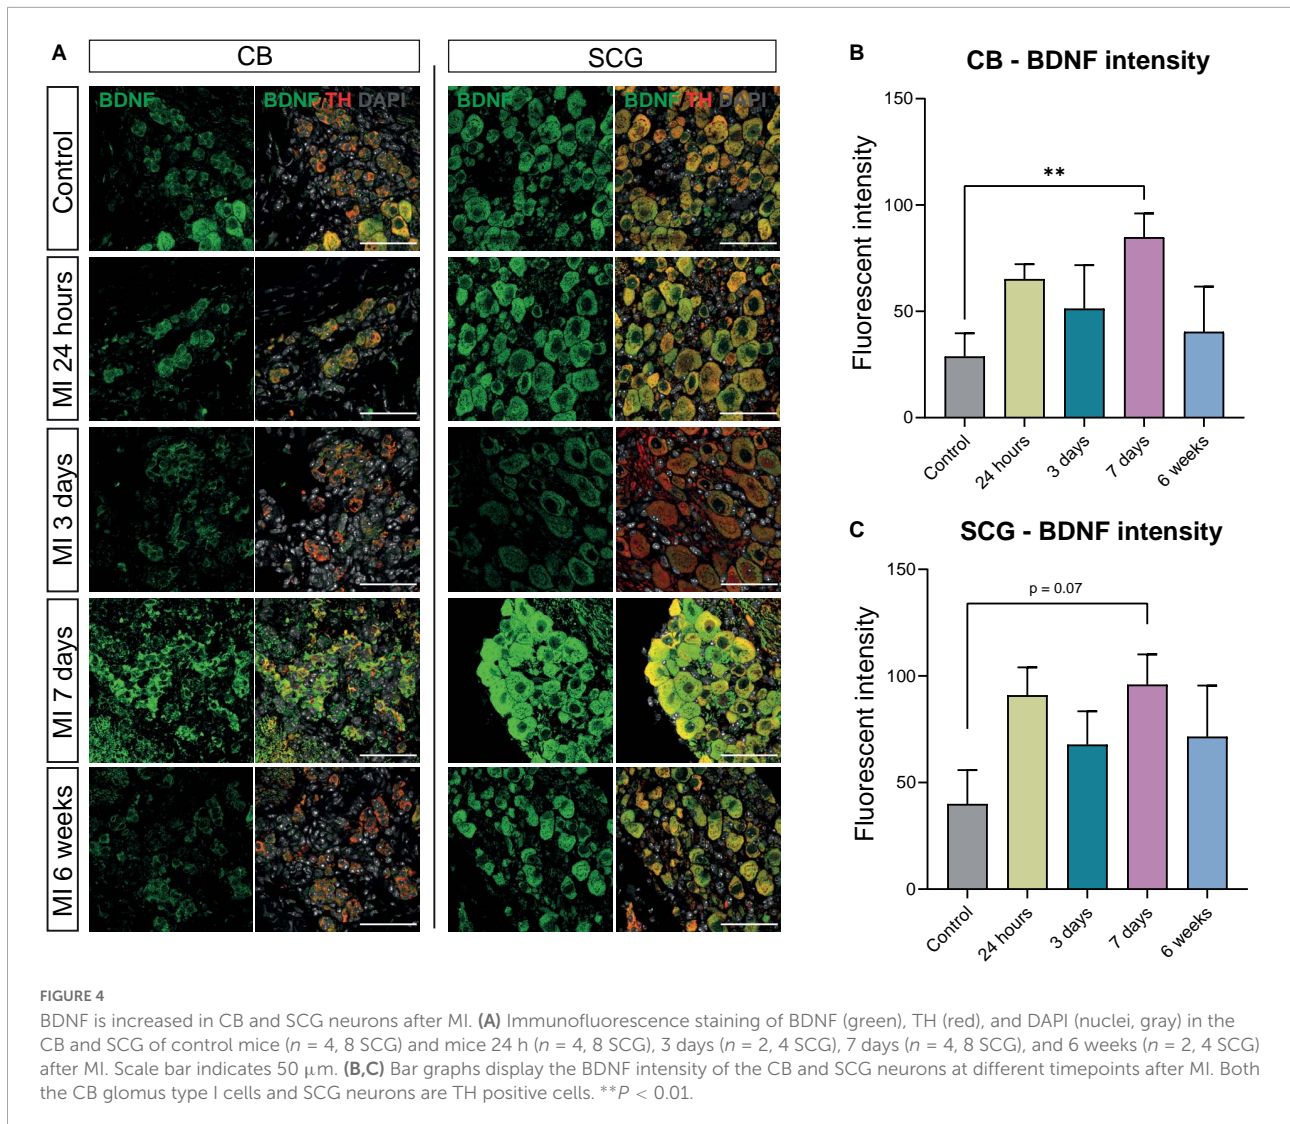 A
CB
SCG
BDNF
BDNF TH DAPI
BDNF
BDNF TH DAPI
Control
MI 24 hours
MI 3 days
MI 7 days
MI 6 weeks
B
CB - BDNF intensity
Fluorescent intensity
150
100
50
0
**
Control
24 hours
3 days
7 days
6 weeks
C
SCG - BDNF intensity
Fluorescent intensity
150
100
50
0
p = 0.07
Control
24 hours
3 days
7 days
6 weeks
FIGURE 4
BDNF is increased in CB and SCG neurons after MI. (A) Immunofluorescence staining of BDNF (green), TH (red), and DAPI (nuclei, gray) in the
CB and SCG of control mice (n = 4, 8 SCG) and mice 24 h (n = 4, 8 SCG), 3 days (n = 2, 4 SCG), 7 days (n = 4, 8 SCG), and 6 weeks (n = 2, 4 SCG)
after MI. Scale bar indicates 50 μm. (B,C) Bar graphs display the BDNF intensity of the CB and SCG neurons at different timepoints after MI. Both
the CB glomus type I cells and SCG neurons are TH positive cells. **P < 0.01.